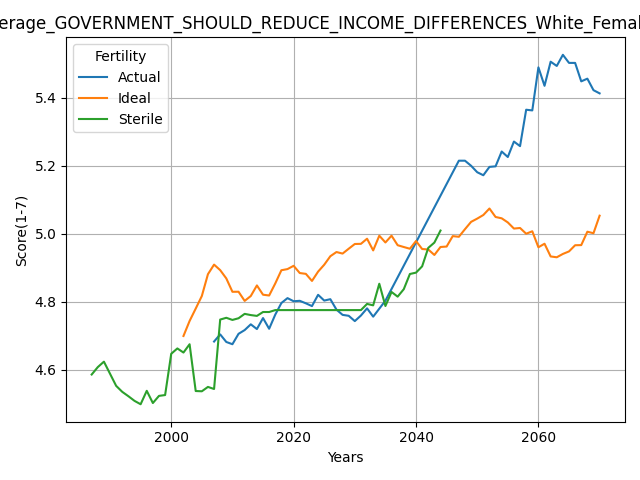 erage_GOVERNMENT_SHOULD_REDUCE_INCOME_DIFFERENCES_White_Femal
Fertility
Actual
Ideal
Sterile
Score(1-7)
5.4
5.2
5.0
4.8
4.6
2000 2020 2040 2060
Years